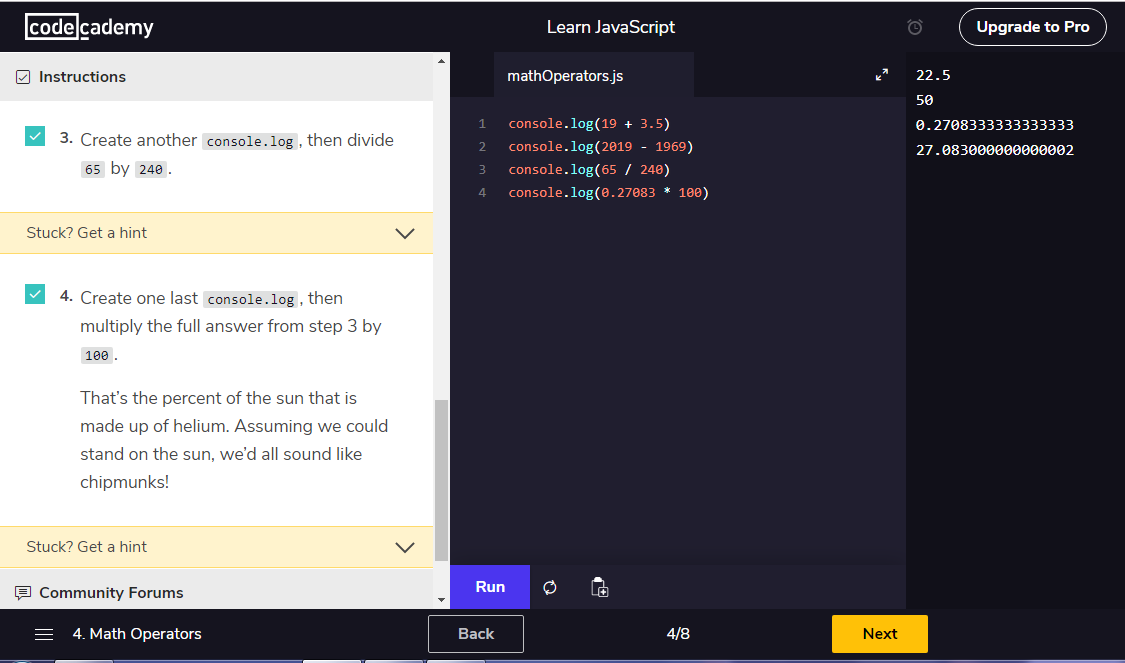 codecademy
Learn JavaScript
Upgrade to Pro
Instructions
3. Create another console.log, then divide
65 by 240.
Stuck? Get a hint
4. Create one last console.log, then
multiply the full answer from step 3 by
100.
That’s the percent of the sun that is
made up of helium. Assuming we could
stand on the sun, we’d all sound like
chipmunks!
Stuck? Get a hint
Community Forums
mathOperators.js
1 console.log(19 + 3.5)
2 console.log(2019 - 1969)
3 console.log(65 / 240)
4 console.log(0.27083 * 100)
Run
22.5
50
0.2708333333333333
27.083000000000002
4. Math Operators
Back
4/8
Next